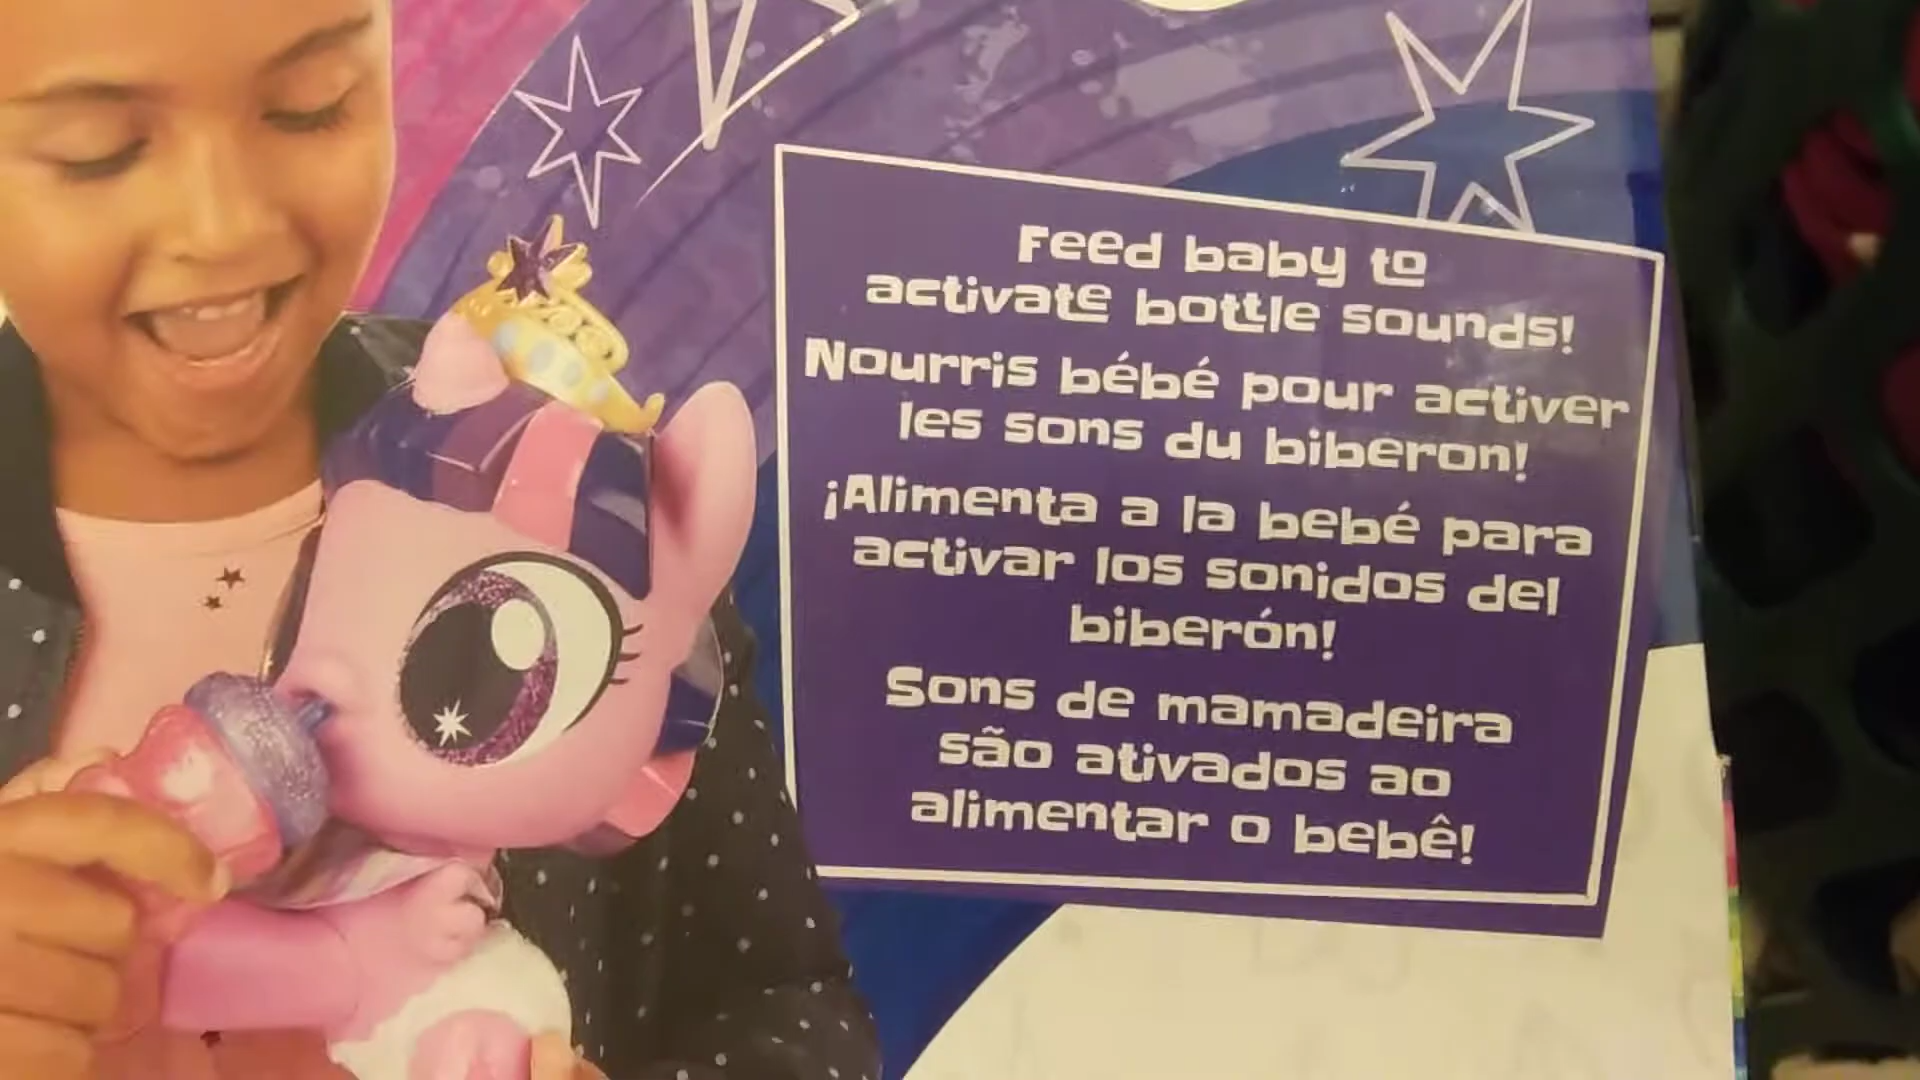 Feed baby to
activate bottle sounds!
Nourris bébé pour activer
les sons du biberon!
¡Alimenta a la bebé para
activar los sonidos del
biberón!
Sons de mamadeira
são ativados ao
alimentar o bebê!